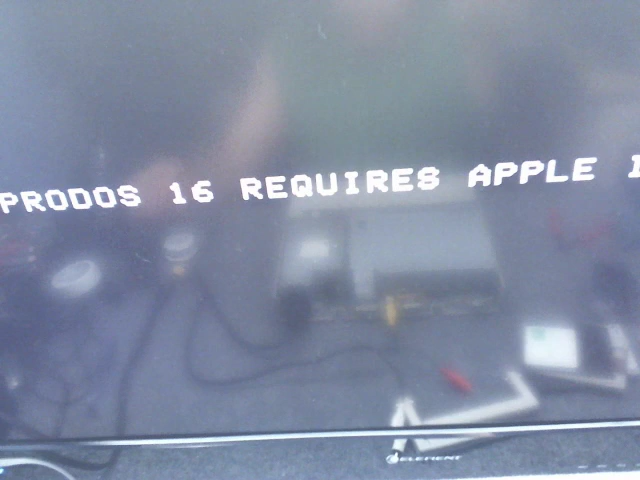 PRODOS 16 REQUIRES APPLE I
ELEMENT